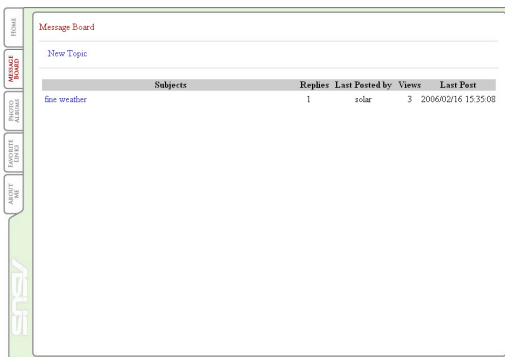 HOME
MESSAGE
BOARD
PHOTO
ALBUMS
FAVORITE
LINKS
ABOUT
ME
ASUS
Message Board
New Topic
Subjects Replies Last Posted by Views Last Post
fine weather 1 solar 3 2006/02/16 15:35:08